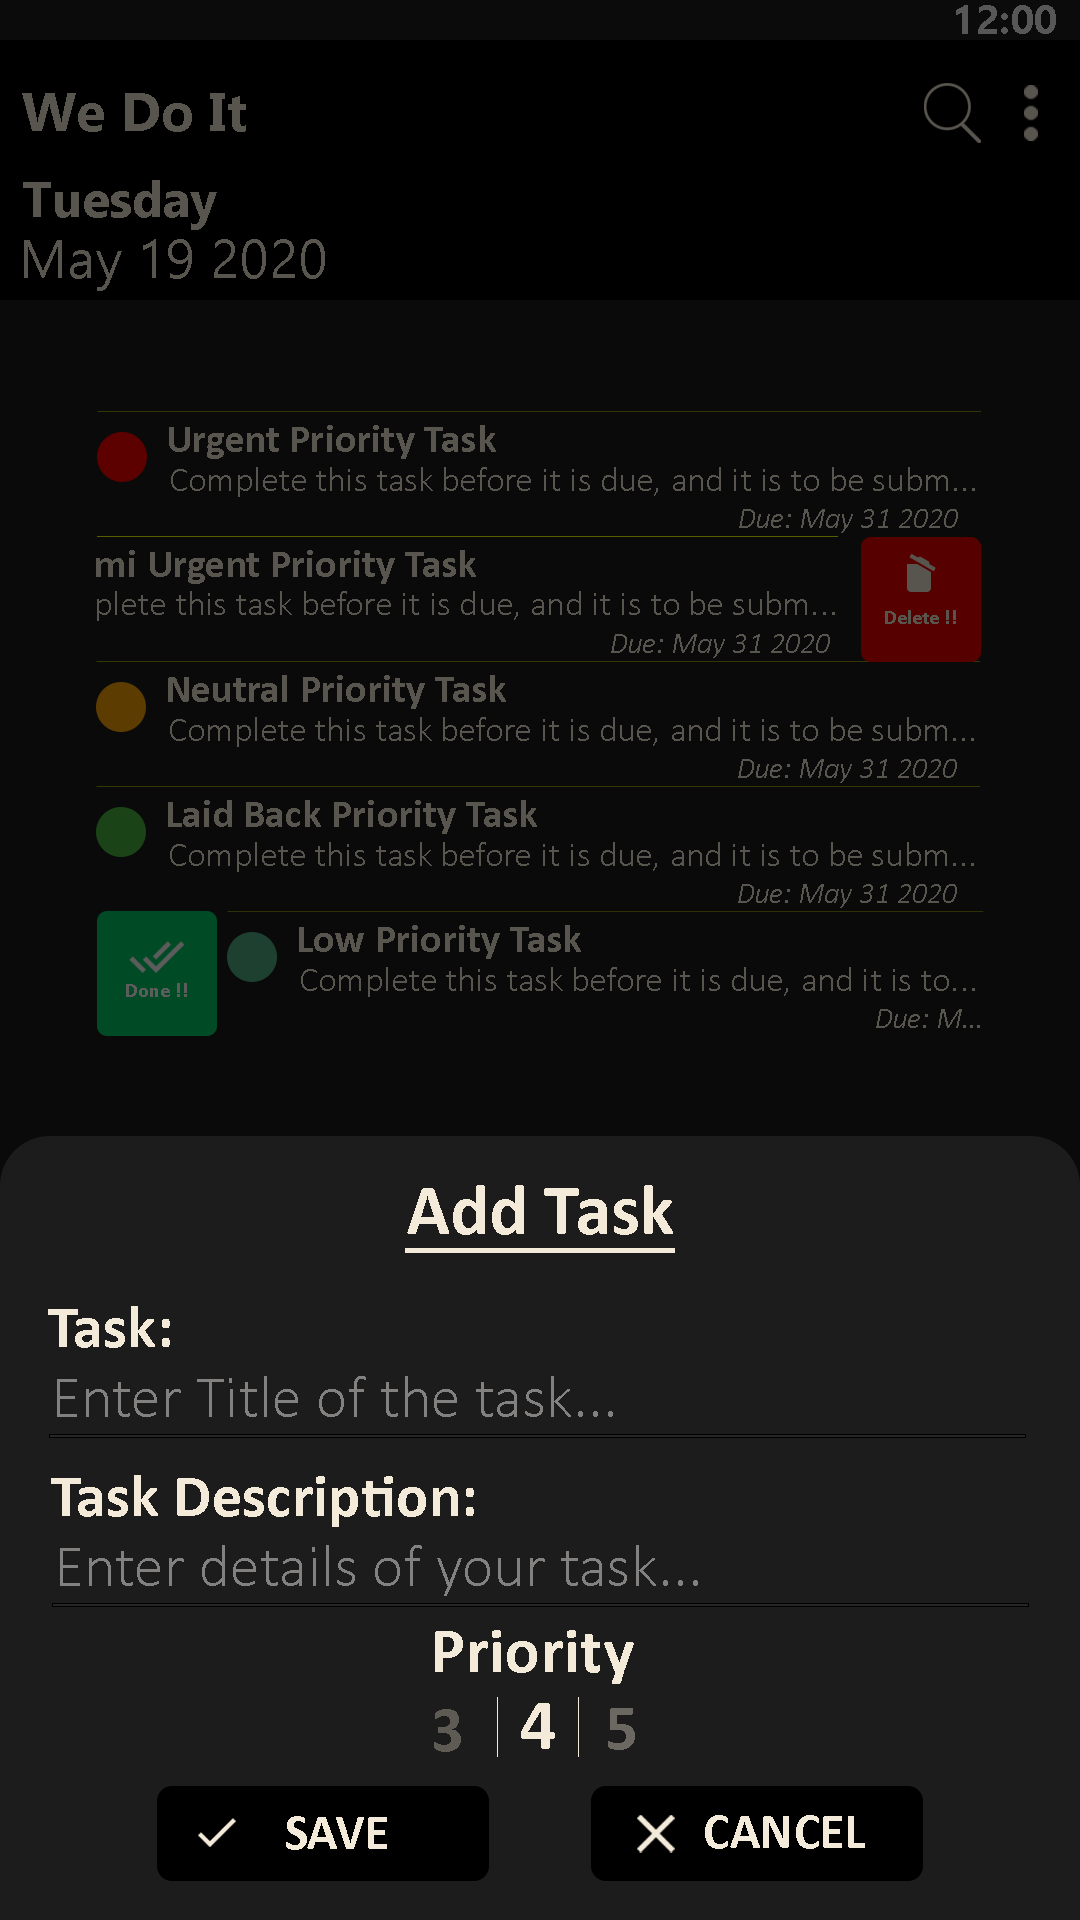 12:00
We Do It
Tuesday
May 19 2020
Urgent Priority Task
Complete this task before it is due, and it is to be subm...
Due: May 31 2020
mi Urgent Priority Task
plete this task before it is due, and it is to be subm...
Due: May 31 2020
Delete !!
Neutral Priority Task
Complete this task before it is due, and it is to be subm...
Due: May 31 2020
Laid Back Priority Task
Complete this task before it is due, and it is to be subm...
Due: May 31 2020
Done !!
Low Priority Task
Complete this task before it is due, and it is to...
Due: M...
Add Task
Task:
Enter Title of the task...
Task Description:
Enter details of your task...
Priority
3 4 5
SAVE CANCEL